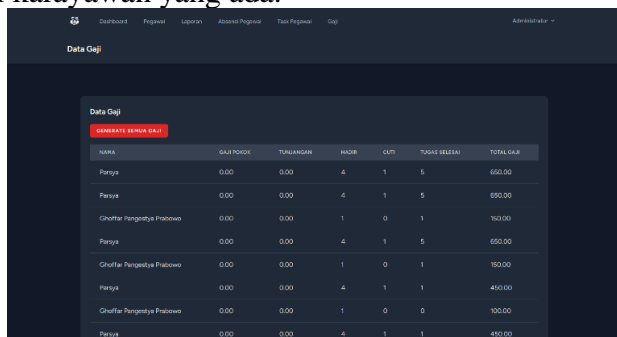 karayawan yang ada.
Dashboard Pegawai Laporan Absensi Pegawai Task Pegawai Gaji Administrator
Data Gaji
Data Gaji
GENERATE SEMUA GAJI
NAMA GAJI POKOK TUNJANGAN HADIR CUTI TUGAS SELESAI TOTAL GAJI
Parsya 0.00 0.00 4 1 5 650.00
Parsya 0.00 0.00 4 1 5 650.00
Ghoffar Pangestya Prabowo 0.00 0.00 1 0 1 150.00
Parsya 0.00 0.00 4 1 5 650.00
Ghoffar Pangestya Prabowo 0.00 0.00 1 0 1 150.00
Parsya 0.00 0.00 4 1 1 450.00
Ghoffar Pangestya Prabowo 0.00 0.00 1 0 0 100.00
Parsya 0.00 0.00 4 1 1 450.00